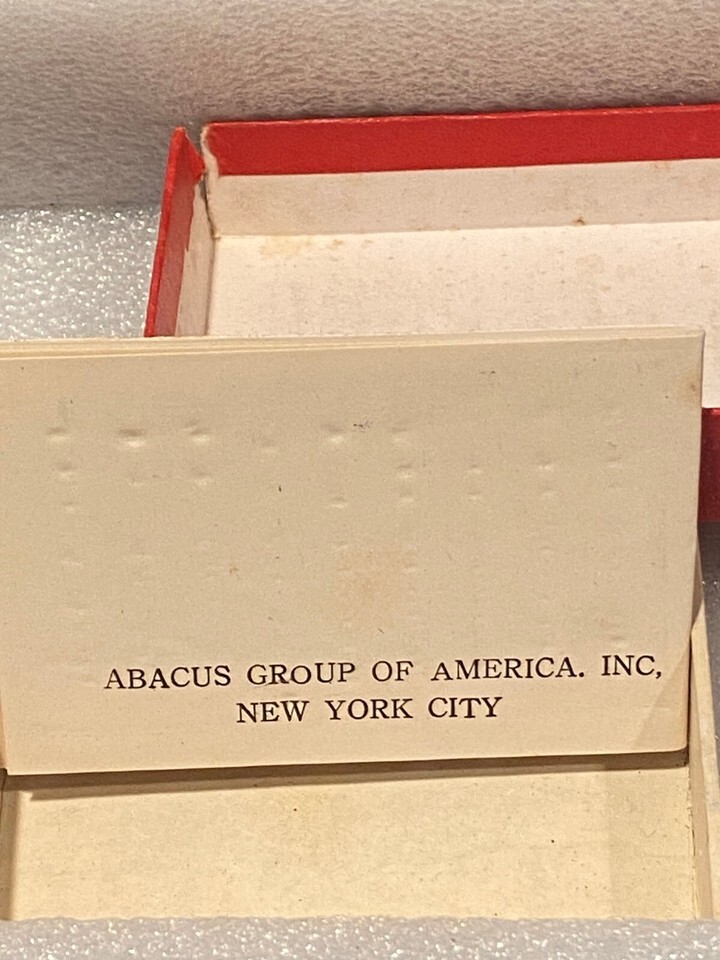 ABACUS GROUP OF AMERICA. INC,
NEW YORK CITY